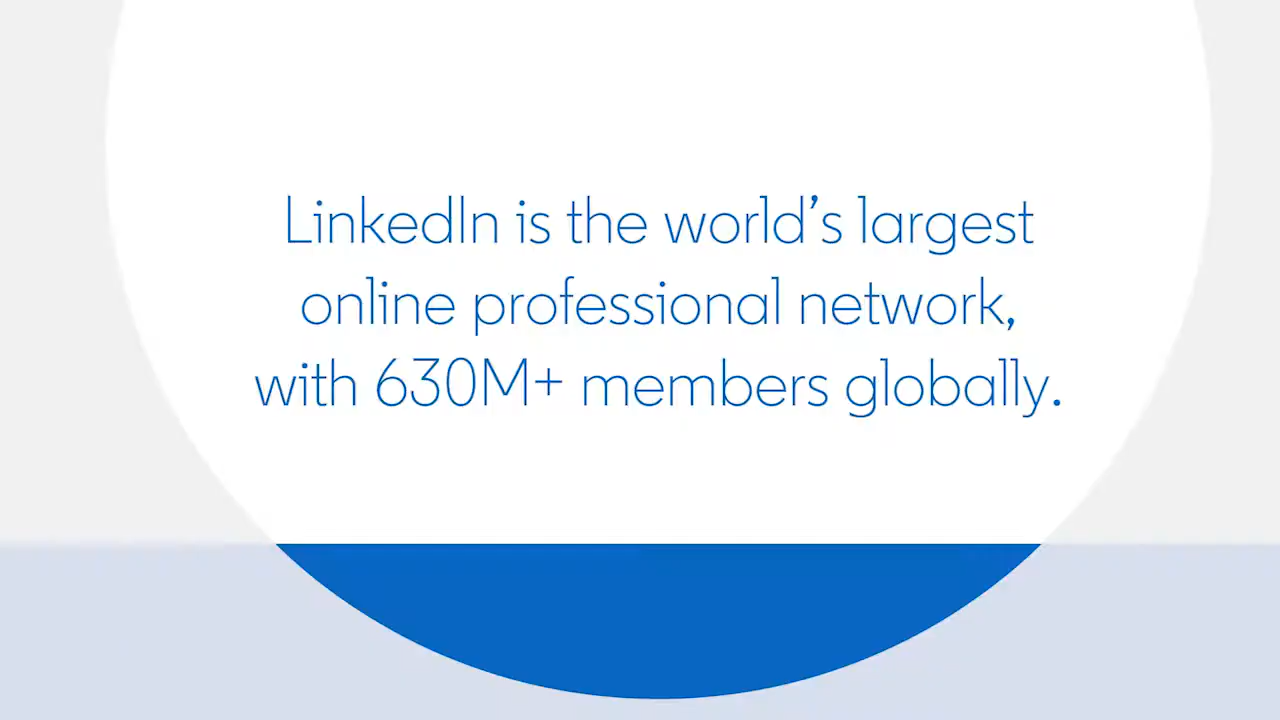 LinkedIn is the world’s largest
online professional network,
with 630M+ members globally.